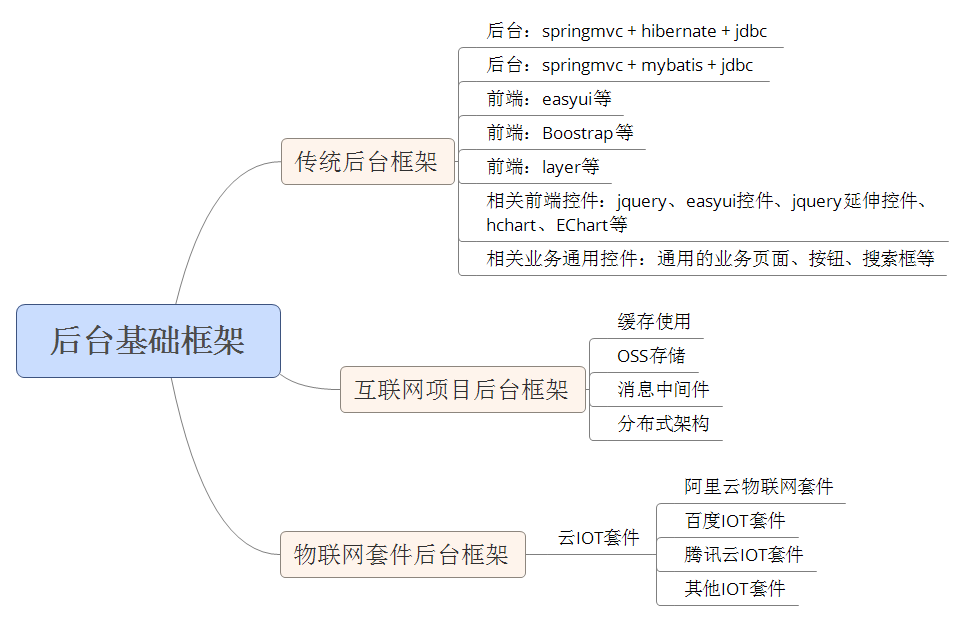 后台基础框架
传统后台框架
后台：springmvc + hibernate + jdbc
后台：springmvc + mybatis + jdbc
前端：easyui等
前端：Boostrap等
前端：layer等
相关前端控件：jquery、easyui控件、jquery延伸控件、
hchart、EChart等
相关业务通用控件：通用的业务页面、按钮、搜索框等
互联网项目后台框架
缓存使用
OSS存储
消息中间件
分布式架构
物联网套件后台框架
云IOT套件
阿里云物联网套件
百度IOT套件
腾讯云IOT套件
其他IOT套件